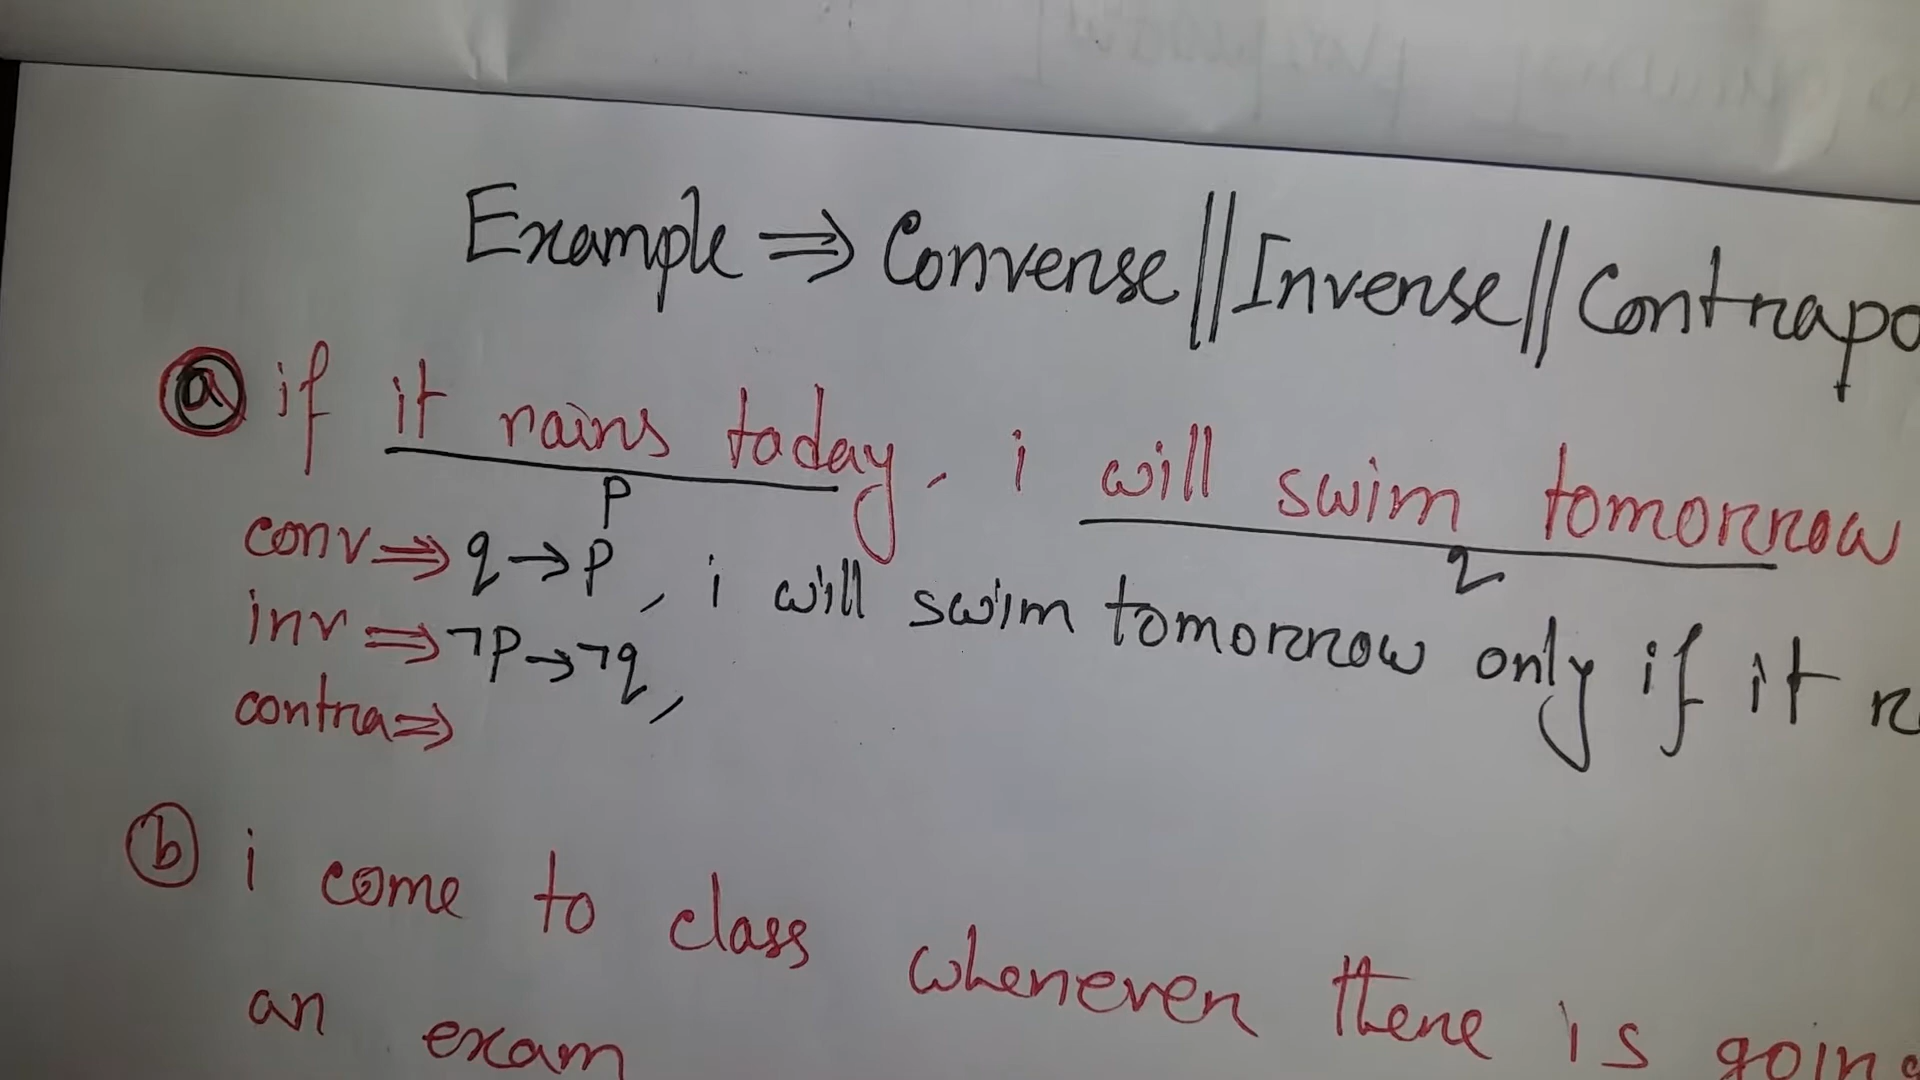 Example ⇒ Converse || Inverse || Contrapo
ⓐ if it rains today, i will swim tomorrow
p
q
conv ⇒ q → p, i will swim tomorrow only if it r
inv ⇒ ¬p → ¬q,
contra ⇒
ⓑ i come to class whenever there is going
an exam